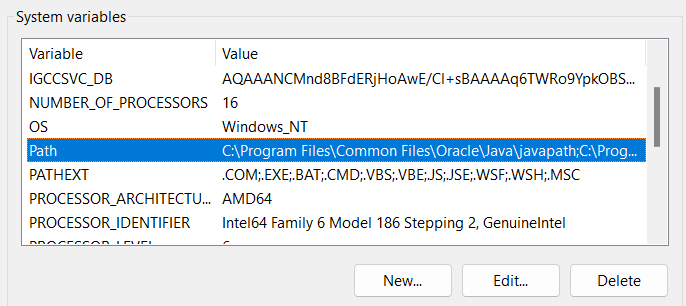 System variables
Variable Value
IGCCSVC_DB AQAAANCMnd8BFdERjHoAwE/Cl+sBAAAAq6TWRo9YpkOBS...
NUMBER_OF_PROCESSORS 16
OS Windows_NT
Path C:\Program Files\Common Files\Oracle\Java\javapath;C:\Prog...
PATHEXT .COM;.EXE;.BAT;.CMD;.VBS;.VBE;.JS;.JSE;.WSF;.WSH;.MSC
PROCESSOR_ARCHITECTU... AMD64
PROCESSOR_IDENTIFIER Intel64 Family 6 Model 186 Stepping 2, GenuineIntel
PROCESSOR_LEVEL 6
New... Edit... Delete